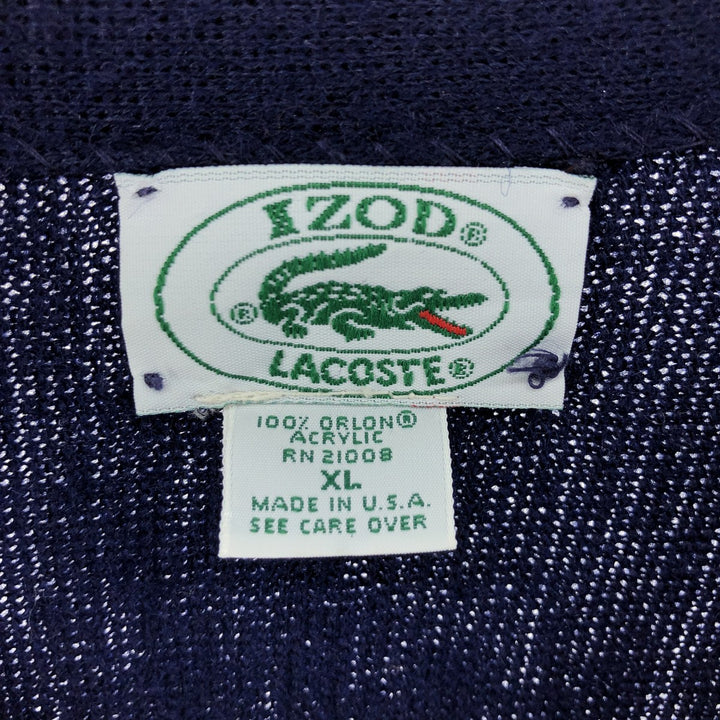 IZOD®
®
LACOSTE®
100% ORLON®
ACRYLIC
RN 21008
XL
MADE IN U.S.A.
SEE CARE OVER